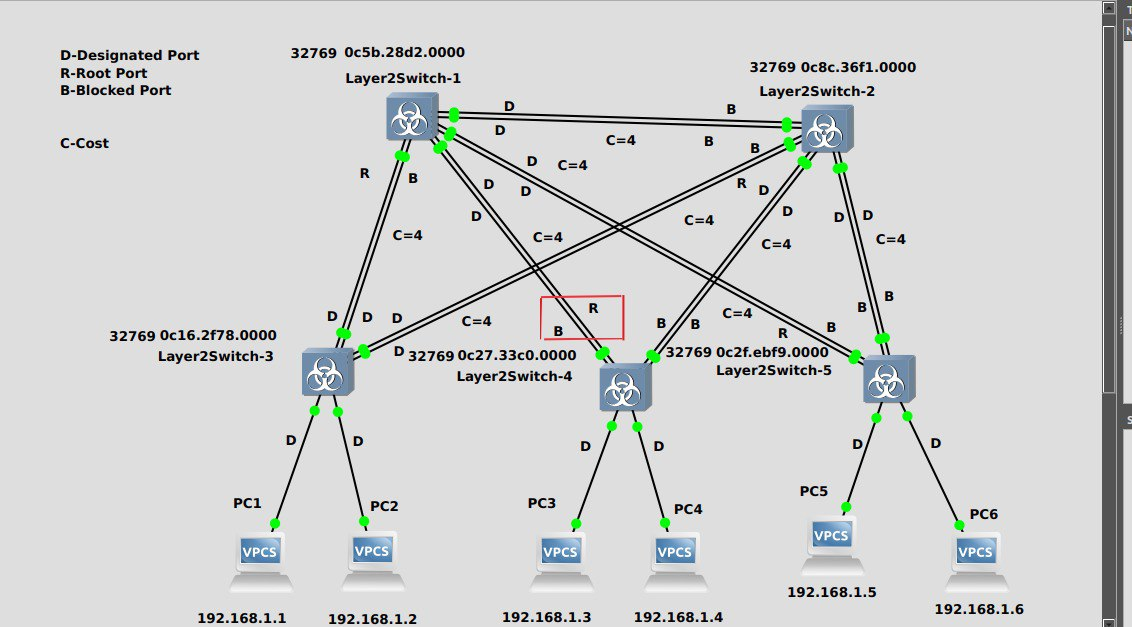 D-Designated Port
R-Root Port
B-Blocked Port
C-Cost
32769 0c5b.28d2.0000
Layer2Switch-1
32769 0c8c.36f1.0000
Layer2Switch-2
D
B
D
C=4
B
B
D
C=4
R
B
D
D
R
D
D
C=4
D
D
C=4
C=4
C=4
C=4
R
B
B
D
D
D
C=4
B
B
C=4
B
R
B
D
32769 0c16.2f78.0000
Layer2Switch-3
32769 0c27.33c0.0000
Layer2Switch-4
32769 0c2f.ebf9.0000
Layer2Switch-5
D
D
D
D
D
D
PC1
PC2
PC3
PC4
PC5
PC6
VPCS
VPCS
VPCS
VPCS
VPCS
VPCS
192.168.1.1
192.168.1.2
192.168.1.3
192.168.1.4
192.168.1.5
192.168.1.6